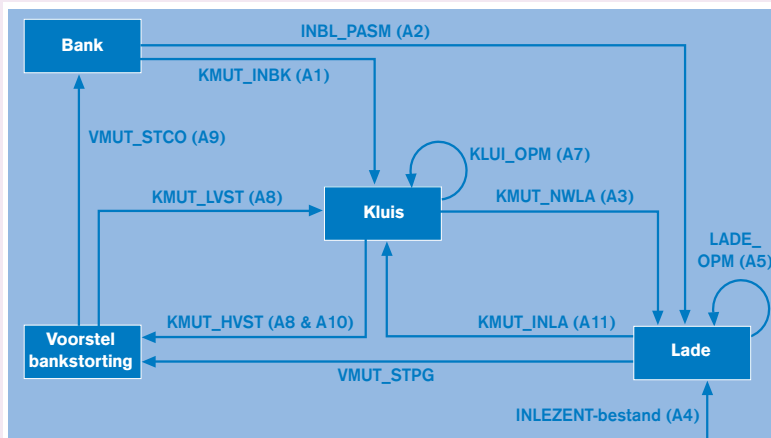 Bank
INBL_PASM (A2)
KMUT_INBK (A1)
VMUT_STCO (A9)
KLUI_OPM (A7)
KMUT_LVST (A8)
Kluis
KMUT_NWLA (A3)
LADE_
OPM (A5)
KMUT_HVST (A8 & A10)
KMUT_INLA (A11)
Voorstel
bankstorting
Lade
VMUT_STPG
INLEZENT-bestand (A4)